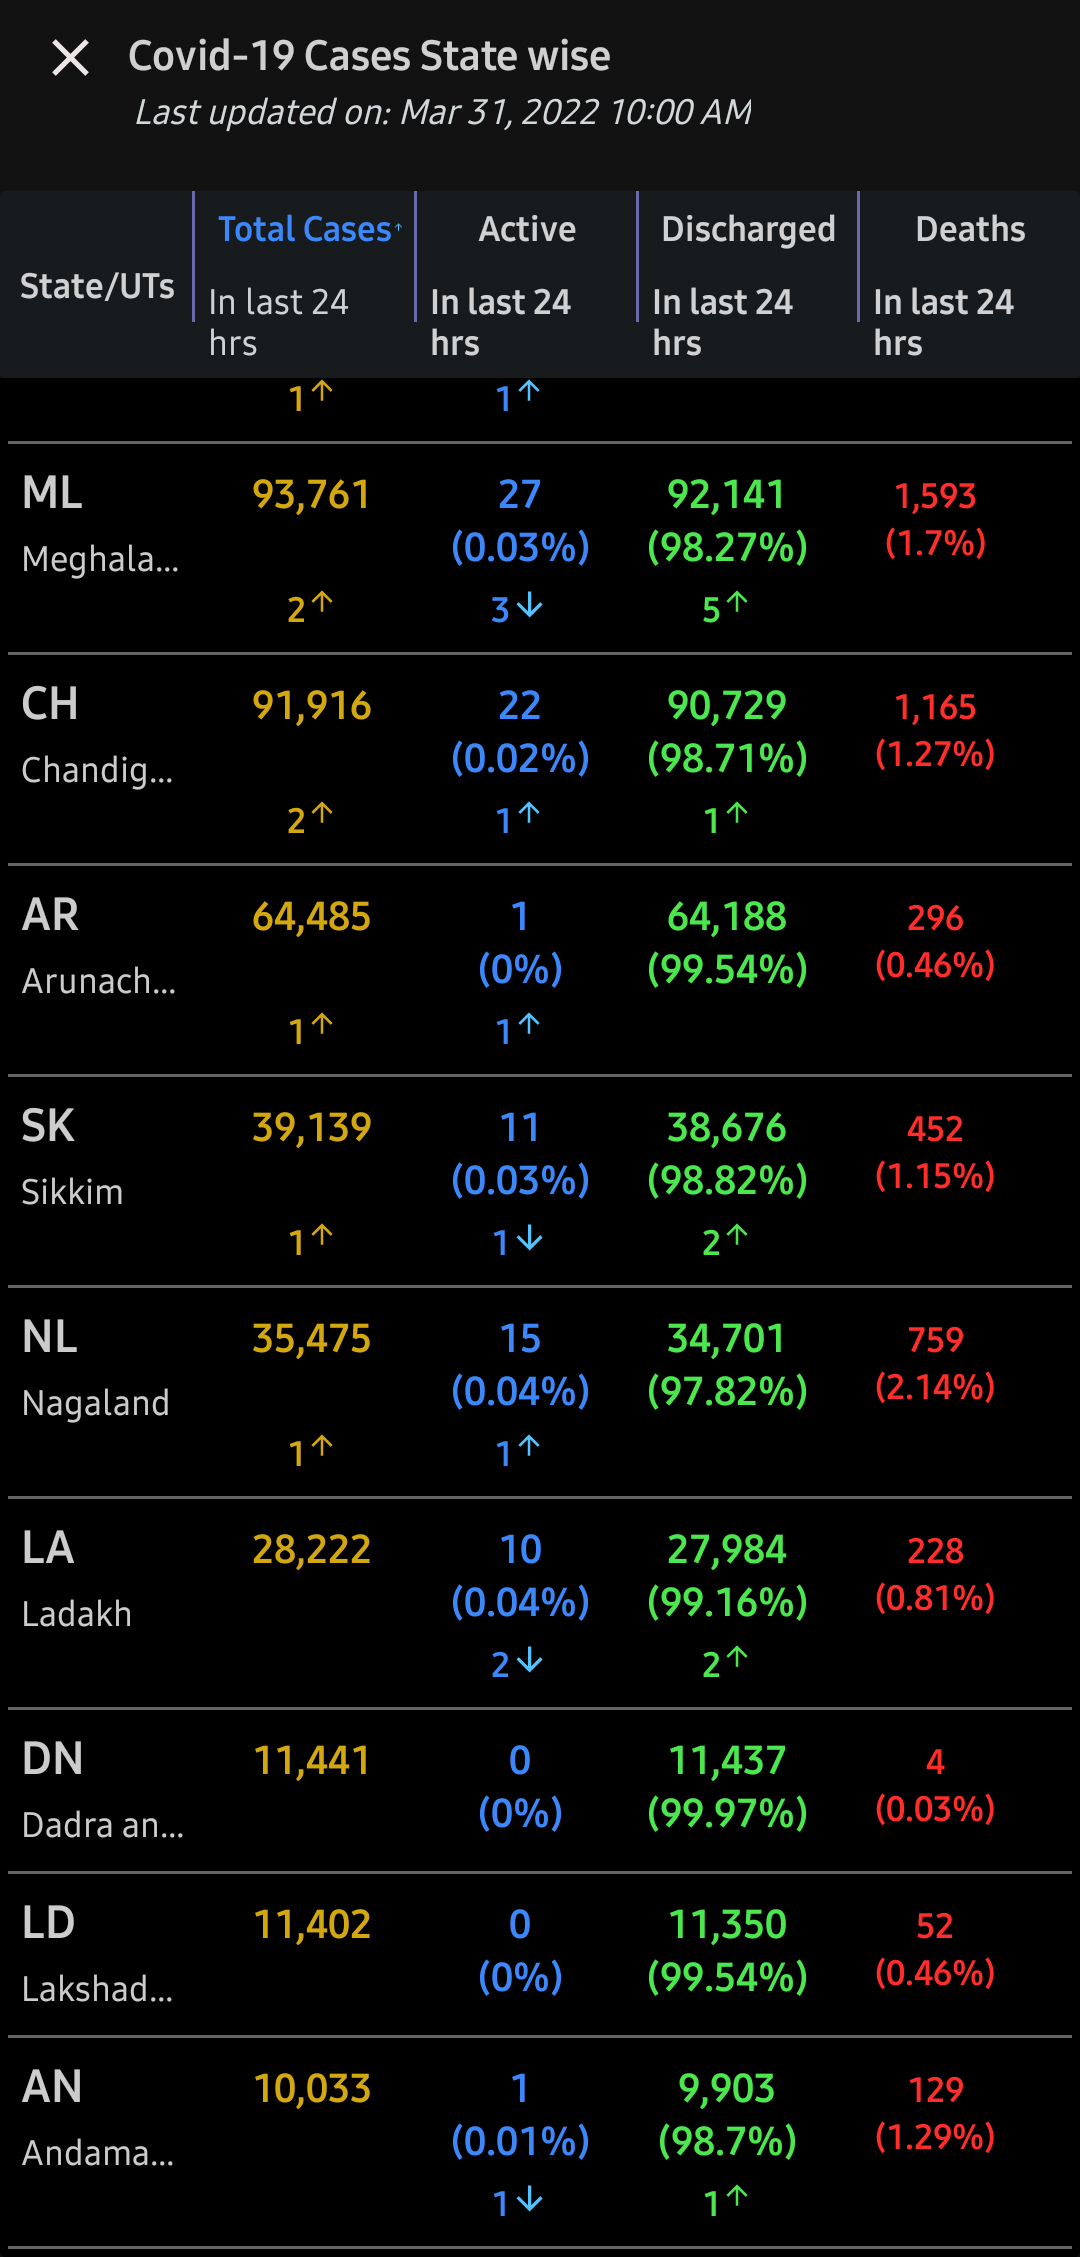 Covid-19 Cases State wise
Last updated on: Mar 31, 2022 10:00 AM
State/UTs
Total Cases↑
In last 24
hrs
Active
In last 24
hrs
Discharged
In last 24
hrs
Deaths
In last 24
hrs
1↑ 1↑
ML 93,761 27 92,141 1,593
Meghala... (0.03%) (98.27%) (1.7%)
2↑ 3↓ 5↑
CH 91,916 22 90,729 1,165
Chandig... (0.02%) (98.71%) (1.27%)
2↑ 1↑ 1↑
AR 64,485 1 64,188 296
Arunach... (0%) (99.54%) (0.46%)
1↑ 1↑
SK 39,139 11 38,676 452
Sikkim (0.03%) (98.82%) (1.15%)
1↑ 1↓ 2↑
NL 35,475 15 34,701 759
Nagaland (0.04%) (97.82%) (2.14%)
1↑ 1↑
LA 28,222 10 27,984 228
Ladakh (0.04%) (99.16%) (0.81%)
2↓ 2↑
DN 11,441 0 11,437 4
Dadra an... (0%) (99.97%) (0.03%)
LD 11,402 0 11,350 52
Lakshad... (0%) (99.54%) (0.46%)
AN 10,033 1 9,903 129
Andama... (0.01%) (98.7%) (1.29%)
1↓ 1↑